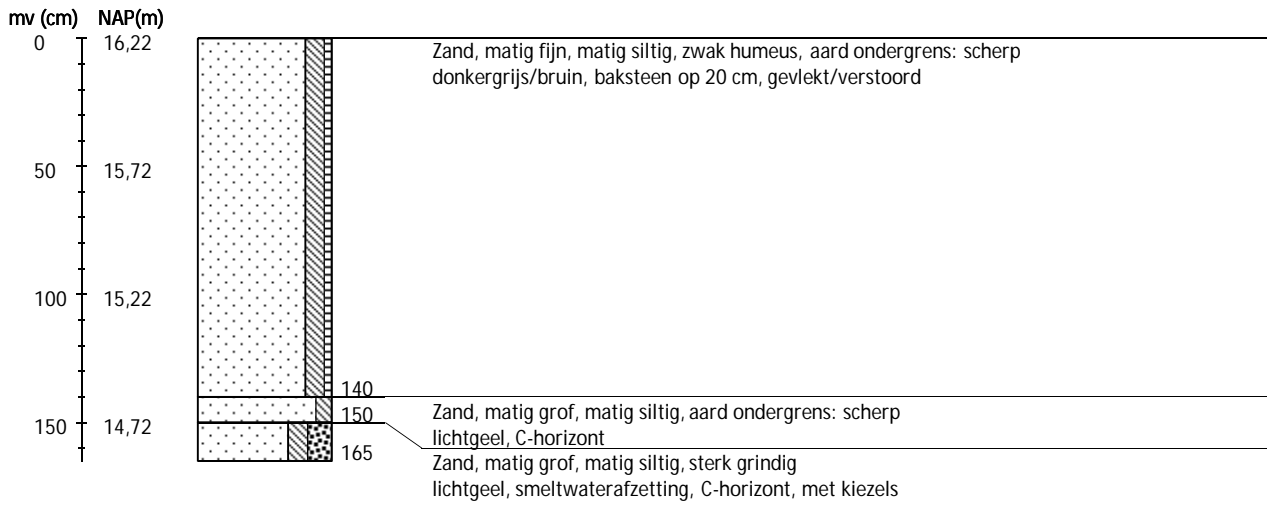 mv (cm) NAP(m)
0 16,22
Zand, matig fijn, matig siltig, zwak humeus, aard ondergrens: scherp
donkergrijs/bruin, baksteen op 20 cm, gevlekt/verstoord
50 15,72
100 15,22
140
150 14,72
150
Zand, matig grof, matig siltig, aard ondergrens: scherp
lichtgeel, C-horizont
165
Zand, matig grof, matig siltig, sterk grindig
lichtgeel, smeltwaterafzetting, C-horizont, met kiezels